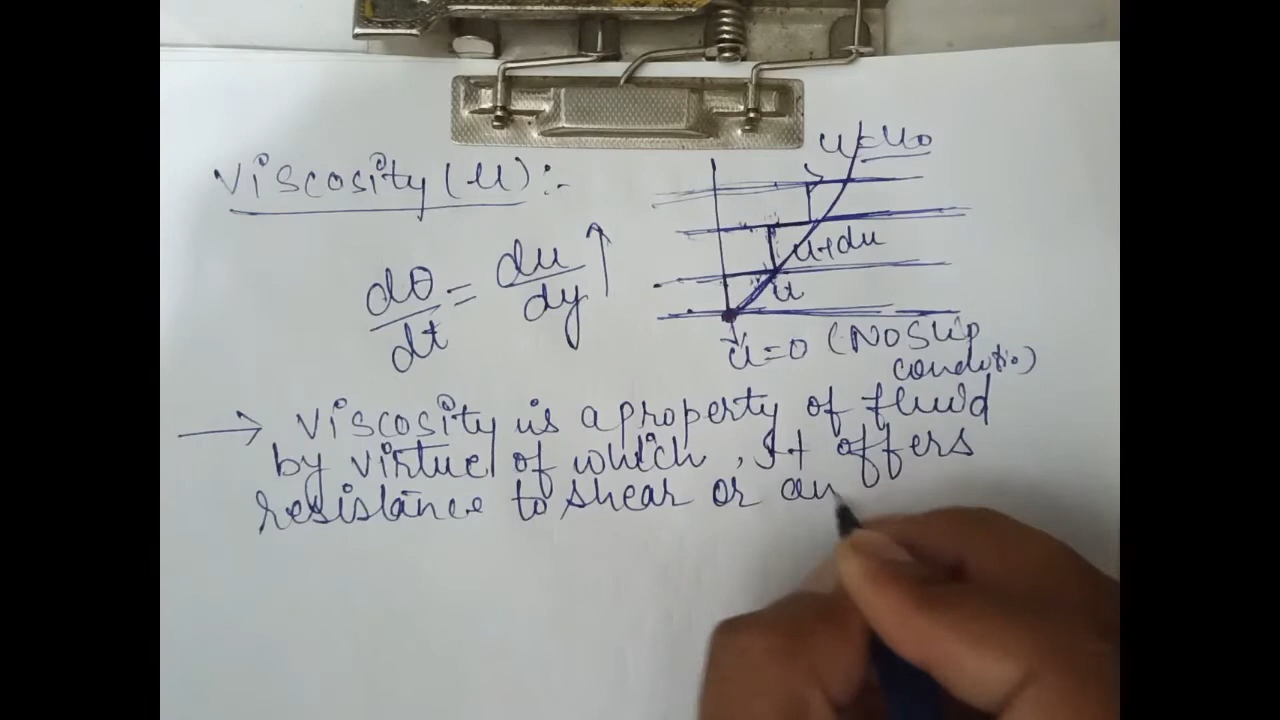 Viscosity (μ) :-
u = u₀
dθ/dt = du/dy ↑
u+du
u
u=0 (No Slip
condition)
→ Viscosity is a property of fluid
by virtue of which, It offers
resistance to shear or an